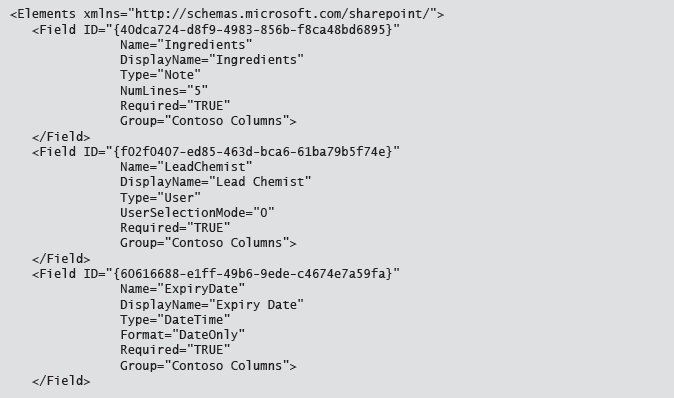 <Elements xmlns="http://schemas.microsoft.com/sharepoint/">
<Field ID="{40dca724-d8f9-4983-856b-f8ca48bd6895}"
Name="Ingredients"
DisplayName="Ingredients"
Type="Note"
NumLines="5"
Required="TRUE"
Group="Contoso Columns">
</Field>
<Field ID="{f02f0407-ed85-463d-bca6-61ba79b5f74e}"
Name="LeadChemist"
DisplayName="Lead Chemist"
Type="User"
UserSelectionMode="0"
Required="TRUE"
Group="Contoso Columns">
</Field>
<Field ID="{60616688-e1ff-49b6-9ede-c4674e7a59fa}"
Name="ExpiryDate"
DisplayName="Expiry Date"
Type="DateTime"
Format="DateOnly"
Required="TRUE"
Group="Contoso Columns">
</Field>